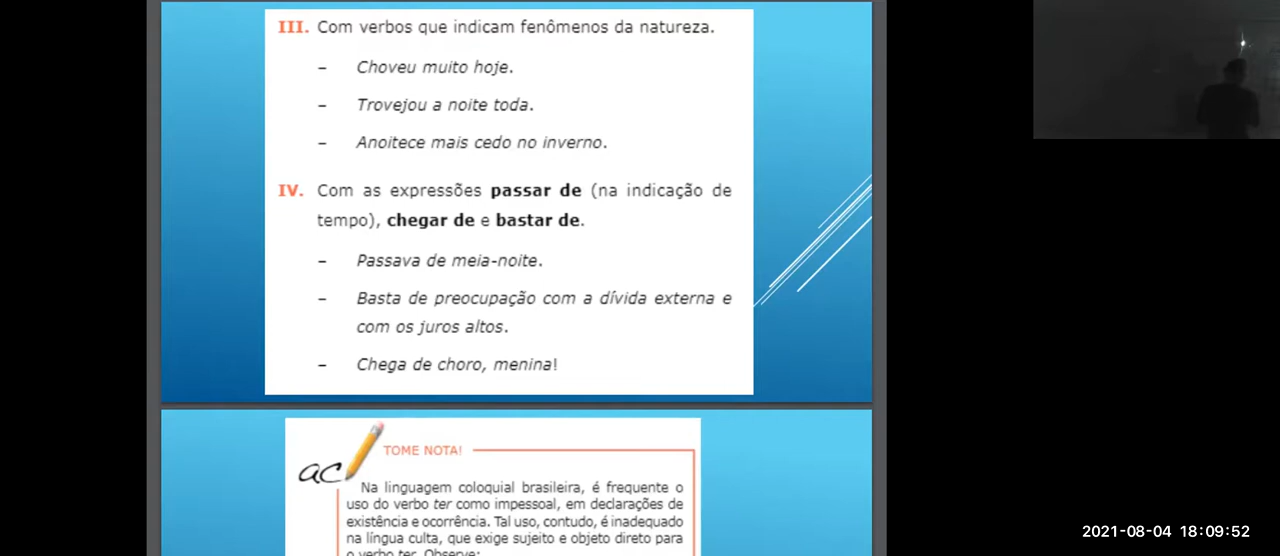 III. Com verbos que indicam fenômenos da natureza.
– Choveu muito hoje.
– Trovejou a noite toda.
– Anoitece mais cedo no inverno.
IV. Com as expressões passar de (na indicação de
tempo), chegar de e bastar de.
– Passava de meia-noite.
– Basta de preocupação com a dívida externa e
com os juros altos.
– Chega de choro, menina!
ac
TOME NOTA!
Na linguagem coloquial brasileira, é frequente o
uso do verbo ter como impessoal, em declarações de
existência e ocorrência. Tal uso, contudo, é inadequado
na língua culta, que exige sujeito e objeto direto para
o verbo ter. Observe:
2021-08-04 18:09:52